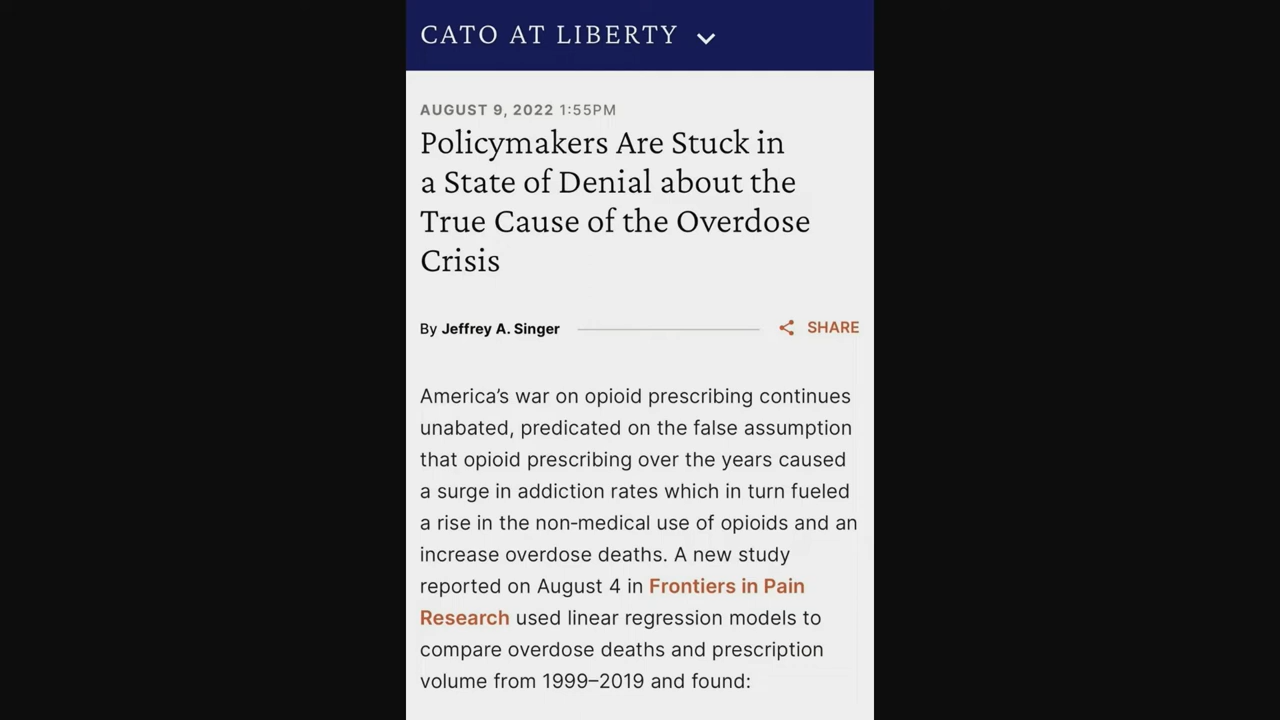 CATO AT LIBERTY
AUGUST 9, 2022 1:55PM
Policymakers Are Stuck in
a State of Denial about the
True Cause of the Overdose
Crisis
By Jeffrey A. Singer
SHARE
America’s war on opioid prescribing continues
unabated, predicated on the false assumption
that opioid prescribing over the years caused
a surge in addiction rates which in turn fueled
a rise in the non-medical use of opioids and an
increase overdose deaths. A new study
reported on August 4 in Frontiers in Pain
Research used linear regression models to
compare overdose deaths and prescription
volume from 1999–2019 and found: